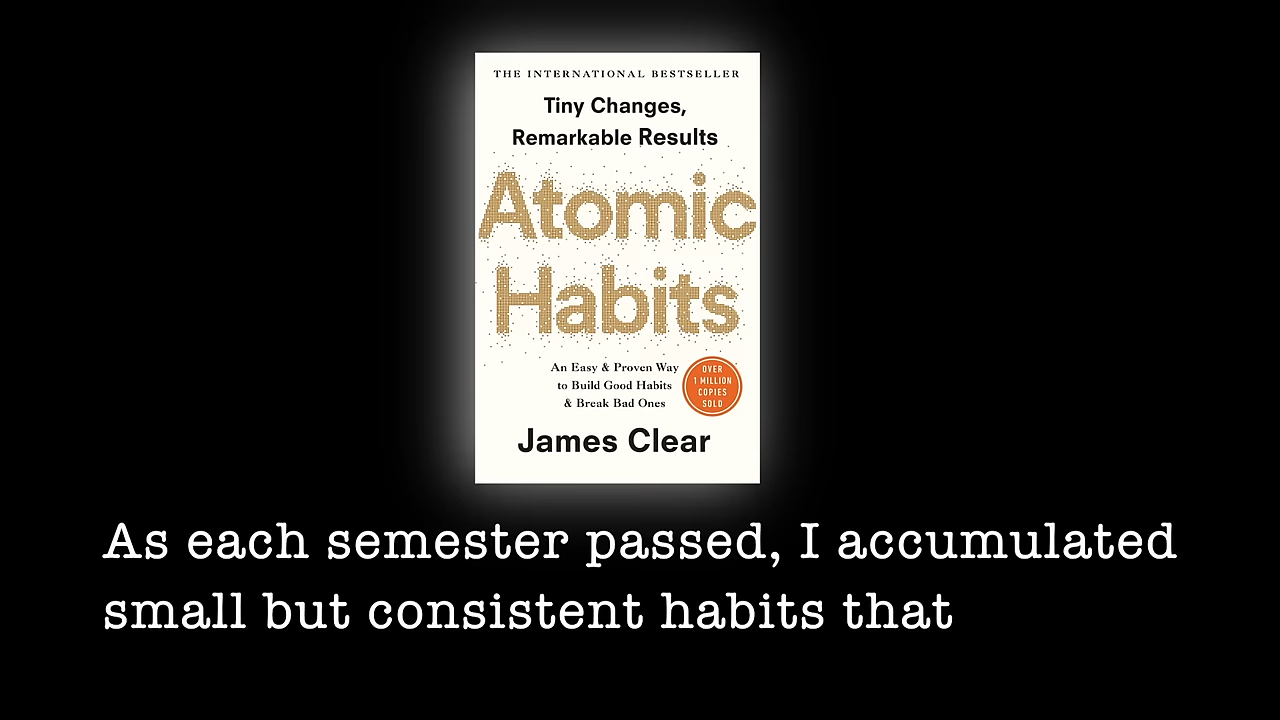 THE INTERNATIONAL BESTSELLER
Tiny Changes,
Remarkable Results
Atomic
Habits
An Easy & Proven Way
to Build Good Habits
& Break Bad Ones
OVER
1 MILLION
COPIES
SOLD
James Clear
As each semester passed, I accumulated
small but consistent habits that